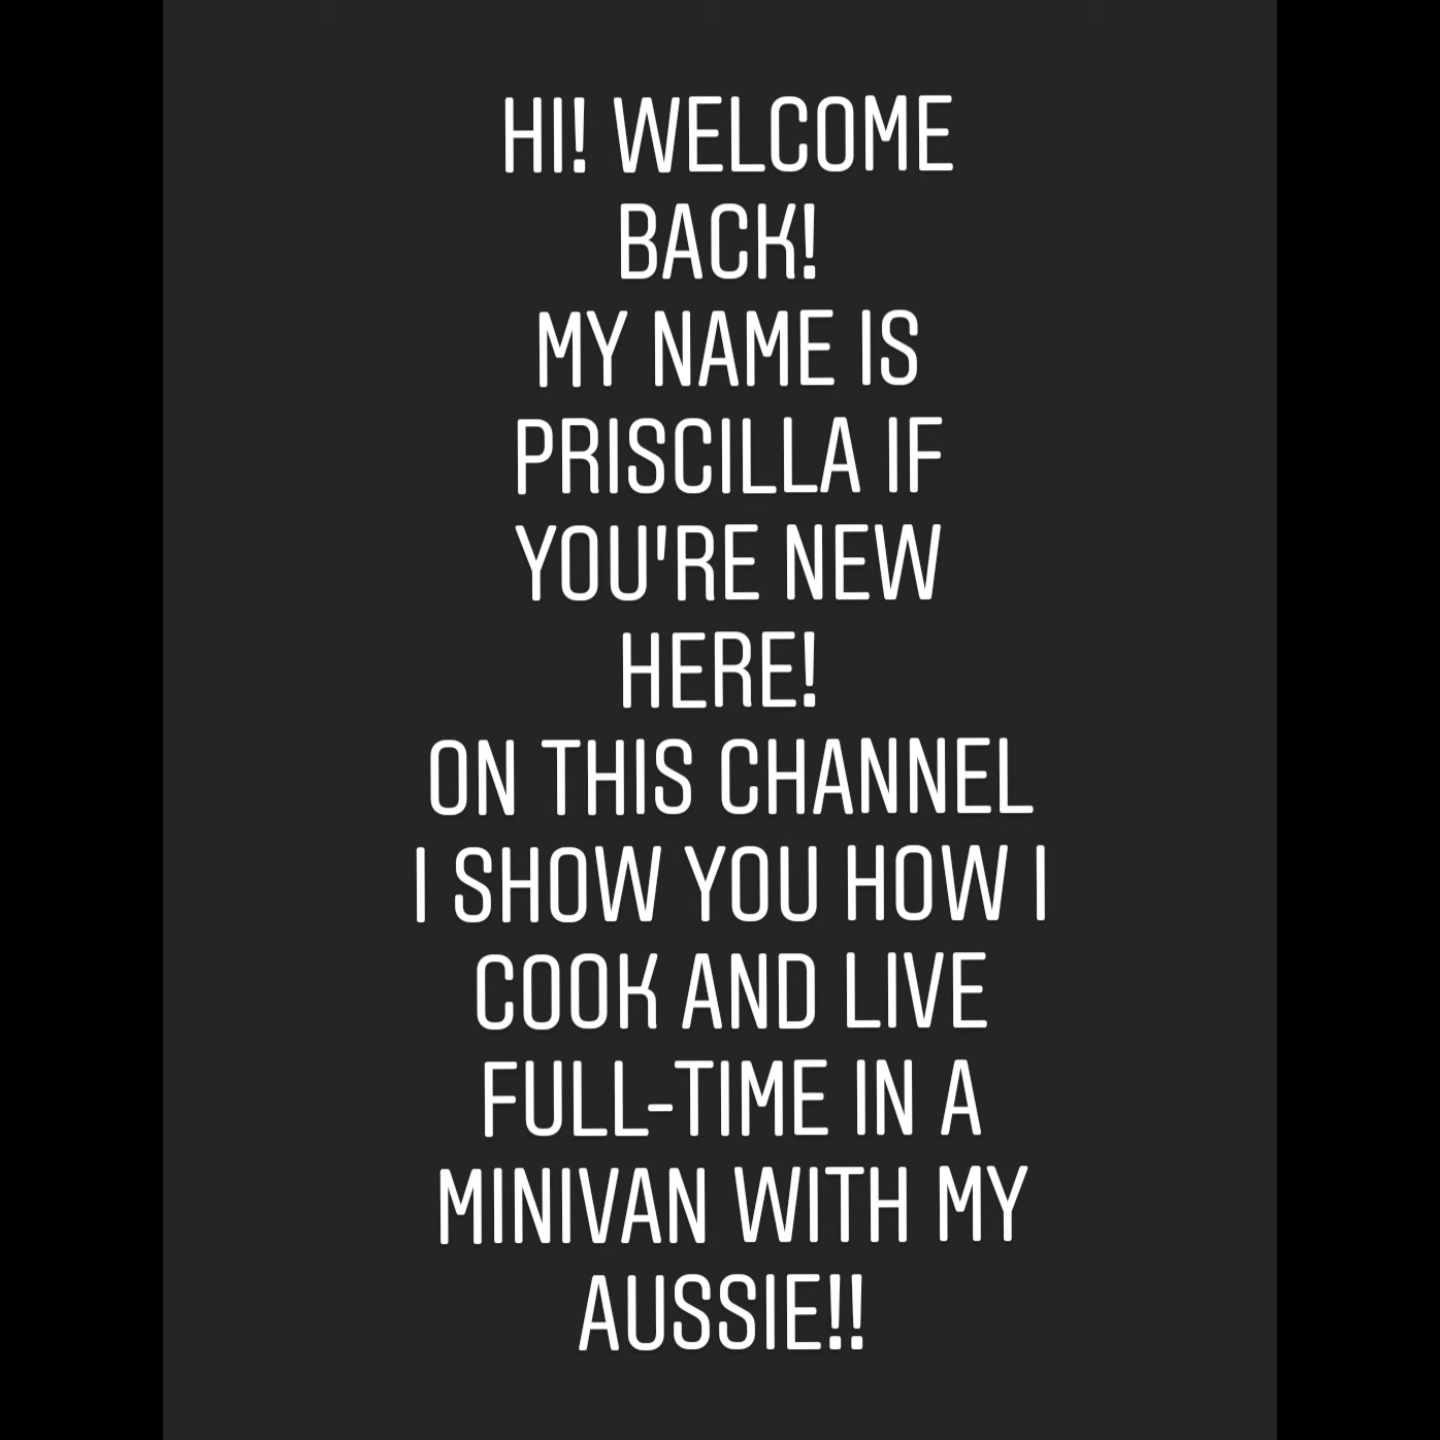 HI! WELCOME
BACK!
MY NAME IS
PRISCILLA IF
YOU'RE NEW
HERE!
ON THIS CHANNEL
I SHOW YOU HOW I
COOK AND LIVE
FULL-TIME IN A
MINIVAN WITH MY
AUSSIE!!